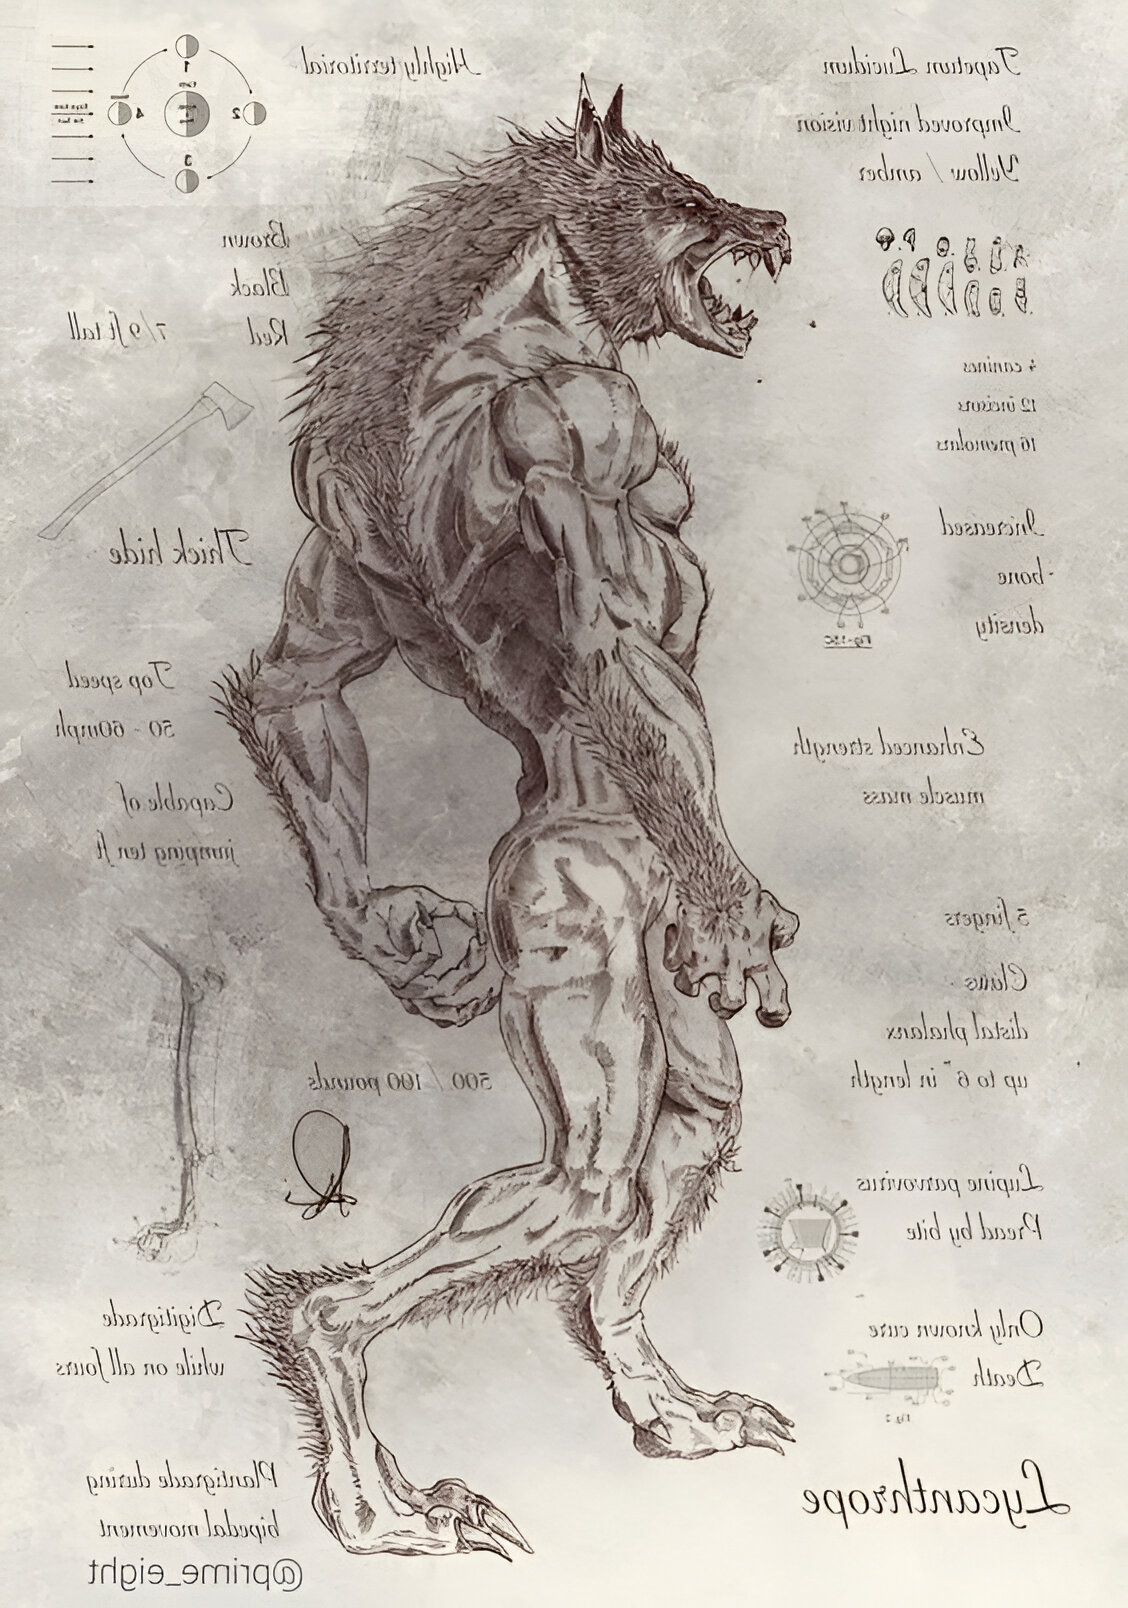 Highly territorial
1
2
3
4
Brown
Black
Red
7/9 ft tall
Thick hide
Top speed
50 - 60mph
Capable of
jumping ten ft
500 / 100 pounds
Digitigrade
while on all fours
Plantigrade during
bipedal movement
@prime_eight
Tapetum Lucidium
Improved night vision
Yellow / amber
4 canines
12 incisors
16 premolars
Increased
bone
density
Enhanced strength
muscle mass
5 fingers
Claws
distal phalanx
up to 6" in length
Lupine parvovirus
Pread by bite
Only known cure
Death
Lycanthrope